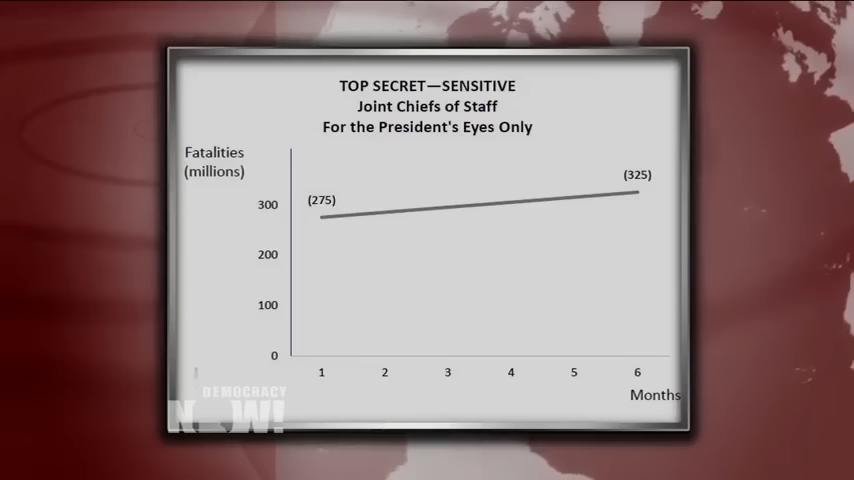 TOP SECRET—SENSITIVE
Joint Chiefs of Staff
For the President's Eyes Only
Fatalities
(millions)
(325)
(275)
300
200
100
0
1 2 3 4 5 6
Months
DEMOCRACY
NOW!